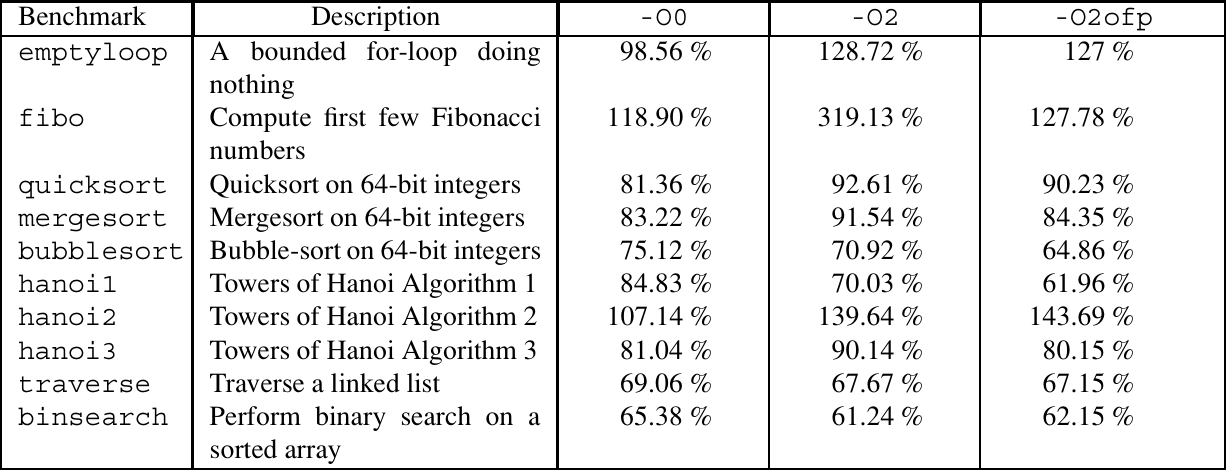 Benchmark Description -O0 -O2 -O2ofp
emptyloop A bounded for-loop doing 98.56 % 128.72 % 127 %
nothing
fibo Compute first few Fibonacci 118.90 % 319.13 % 127.78 %
numbers
quicksort Quicksort on 64-bit integers 81.36 % 92.61 % 90.23 %
mergesort Mergesort on 64-bit integers 83.22 % 91.54 % 84.35 %
bubblesort Bubble-sort on 64-bit integers 75.12 % 70.92 % 64.86 %
hanoi1 Towers of Hanoi Algorithm 1 84.83 % 70.03 % 61.96 %
hanoi2 Towers of Hanoi Algorithm 2 107.14 % 139.64 % 143.69 %
hanoi3 Towers of Hanoi Algorithm 3 81.04 % 90.14 % 80.15 %
traverse Traverse a linked list 69.06 % 67.67 % 67.15 %
binsearch Perform binary search on a 65.38 % 61.24 % 62.15 %
sorted array